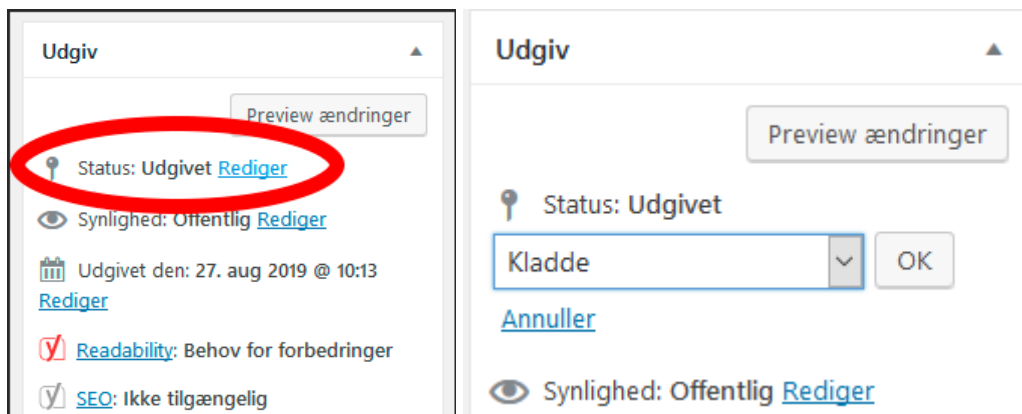 Udgiv
Preview ændringer
Status: Udgivet Rediger
Synlighed: Offentlig Rediger
Udgivet den: 27. aug 2019 @ 10:13
Rediger
Readability: Behov for forbedringer
SEO: Ikke tilgængelig
Udgiv
Preview ændringer
Status: Udgivet
Kladde
OK
Annuller
Synlighed: Offentlig Rediger